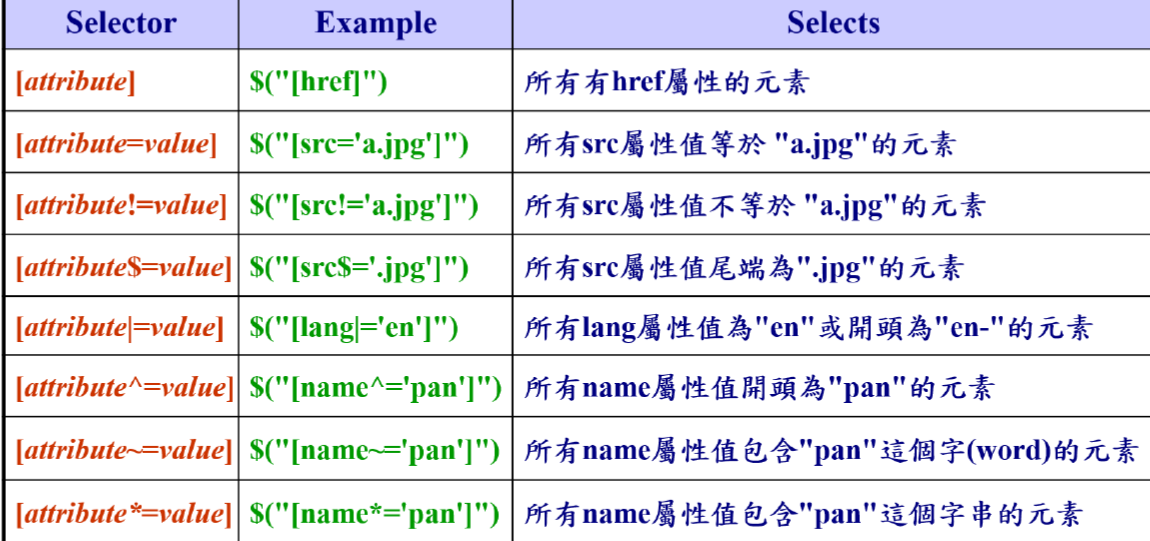 Selector Example Selects
[attribute] $("[href]") 所有有href屬性的元素
[attribute=value] $("[src='a.jpg']") 所有src屬性值等於 "a.jpg"的元素
[attribute!=value] $("[src!='a.jpg']") 所有src屬性值不等於 "a.jpg"的元素
[attribute$=value] $("[src$='.jpg']") 所有src屬性值尾端為".jpg"的元素
[attribute|=value] $("[lang|='en']") 所有lang屬性值為"en"或開頭為"en-"的元素
[attribute^=value] $("[name^='pan']") 所有name屬性值開頭為"pan"的元素
[attribute~=value] $("[name~='pan']") 所有name屬性值包含"pan"這個字(word)的元素
[attribute*=value] $("[name*='pan']") 所有name屬性值包含"pan"這個字串的元素